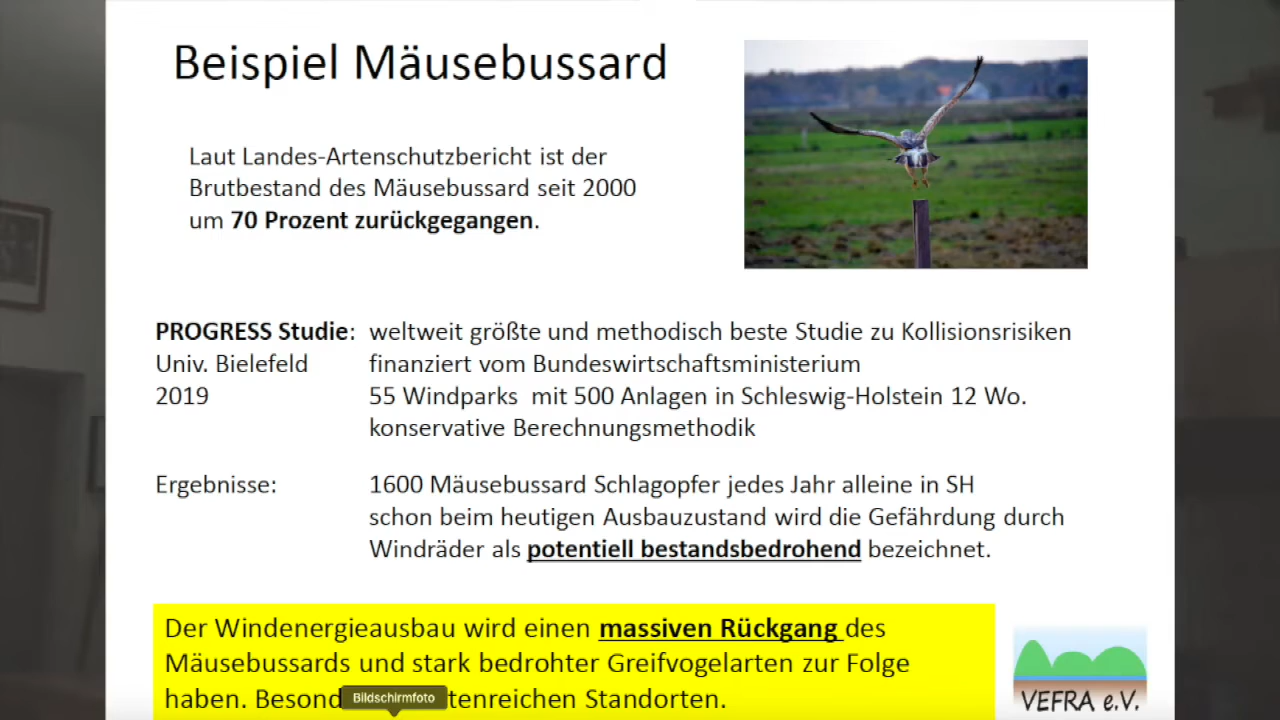 Beispiel Mäusebussard
Laut Landes-Artenschutzbericht ist der
Brutbestand des Mäusebussard seit 2000
um 70 Prozent zurückgegangen.
PROGRESS Studie: weltweit größte und methodisch beste Studie zu Kollisionsrisiken
Univ. Bielefeld finanziert vom Bundeswirtschaftsministerium
2019 55 Windparks mit 500 Anlagen in Schleswig-Holstein 12 Wo.
konservative Berechnungsmethodik
Ergebnisse: 1600 Mäusebussard Schlagopfer jedes Jahr alleine in SH
schon beim heutigen Ausbauzustand wird die Gefährdung durch
Windräder als potentiell bestandsbedrohend bezeichnet.
Der Windenergieausbau wird einen massiven Rückgang des
Mäusebussards und stark bedrohter Greifvogelarten zur Folge
haben. Besond tenreichen Standorten.
Bildschirmfoto
VEFRA e.V.